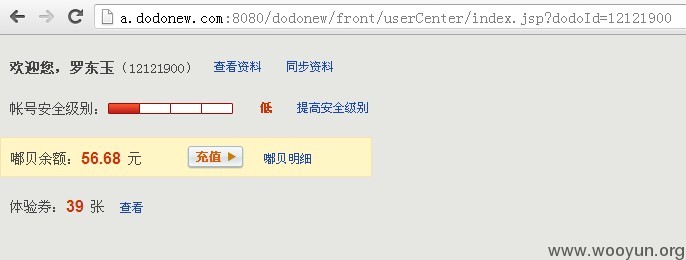 a.dodonew.com:8080/dodonew/front/userCenter/index.jsp?dodoId=12121900
欢迎您，罗东玉（12121900） 查看资料 同步资料
帐号安全级别： 低 提高安全级别
嘟贝余额：56.68 元 充值 嘟贝明细
体验券：39 张 查看
www.wooyun.org